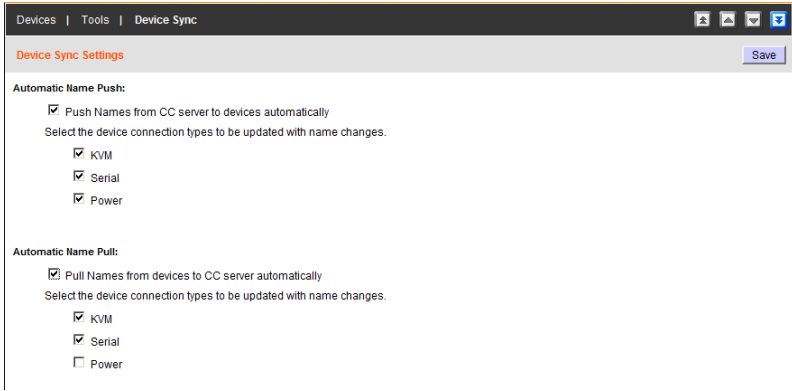 Devices | Tools | Device Sync
Device Sync Settings
Save
Automatic Name Push:
Push Names from CC server to devices automatically
Select the device connection types to be updated with name changes.
KVM
Serial
Power
Automatic Name Pull:
Pull Names from devices to CC server automatically
Select the device connection types to be updated with name changes.
KVM
Serial
Power